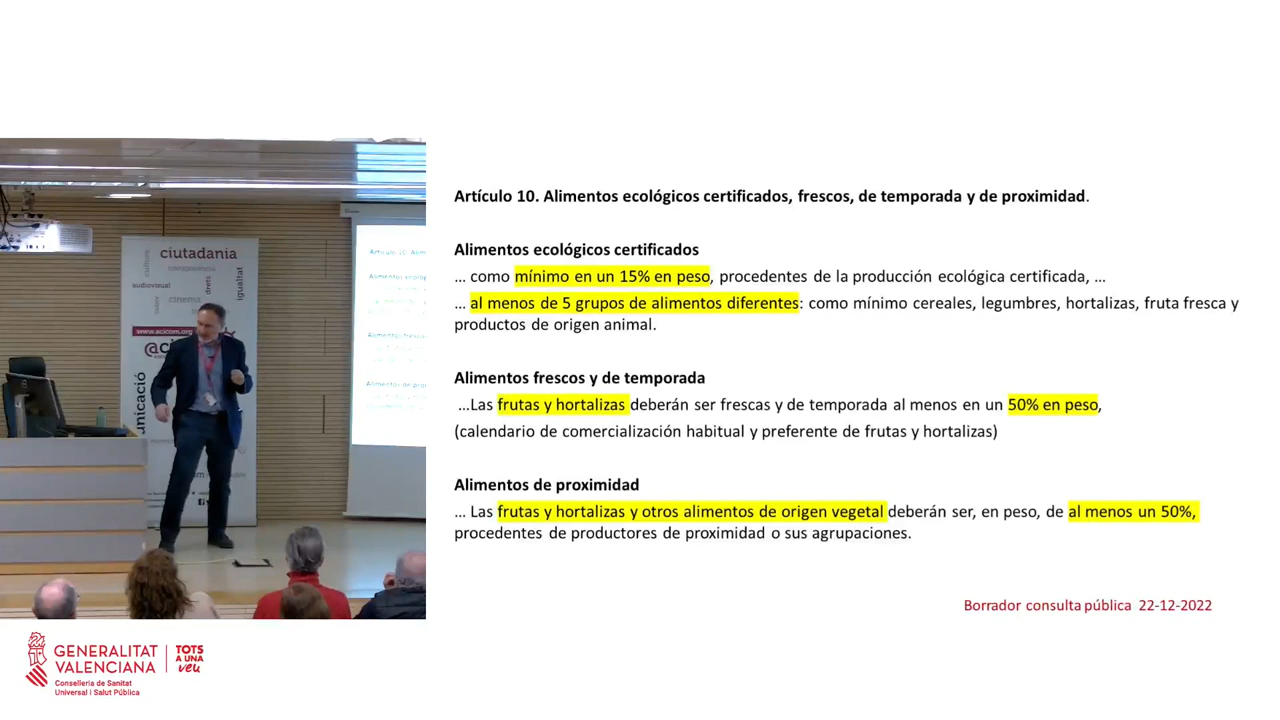 Artículo 10. Alimentos ecológicos certificados, frescos, de temporada y de proximidad.
Alimentos ecológicos certificados
... como mínimo en un 15% en peso, procedentes de la producción ecológica certificada, ...
... al menos de 5 grupos de alimentos diferentes: como mínimo cereales, legumbres, hortalizas, fruta fresca y
productos de origen animal.
Alimentos frescos y de temporada
...Las frutas y hortalizas deberán ser frescas y de temporada al menos en un 50% en peso,
(calendario de comercialización habitual y preferente de frutas y hortalizas)
Alimentos de proximidad
... Las frutas y hortalizas y otros alimentos de origen vegetal deberán ser, en peso, de al menos un 50%,
procedentes de productores de proximidad o sus agrupaciones.
Borrador consulta pública 22-12-2022
ciutadania
audiovisual
drets
igualtat
cinema
www.acicom.org
GENERALITAT
VALENCIANA
Conselleria de Sanitat
Universal i Salut Pública
TOTS
A UNA
veu